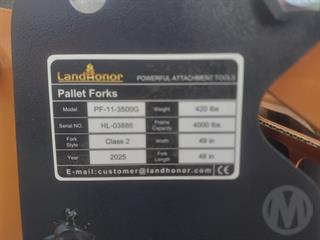 LANDHONOR POWERFUL ATTACHMENT TOOLS
Pallet Forks
Model PF-11-3500G Weight 420 lbs
Serial NO. HL-03886 Frame Capacity 4000 lbs
Fork Style Class 2 Width 49 in
Year 2025 Fork Length 48 in
E-mail:customer@landhonor.com CE
M